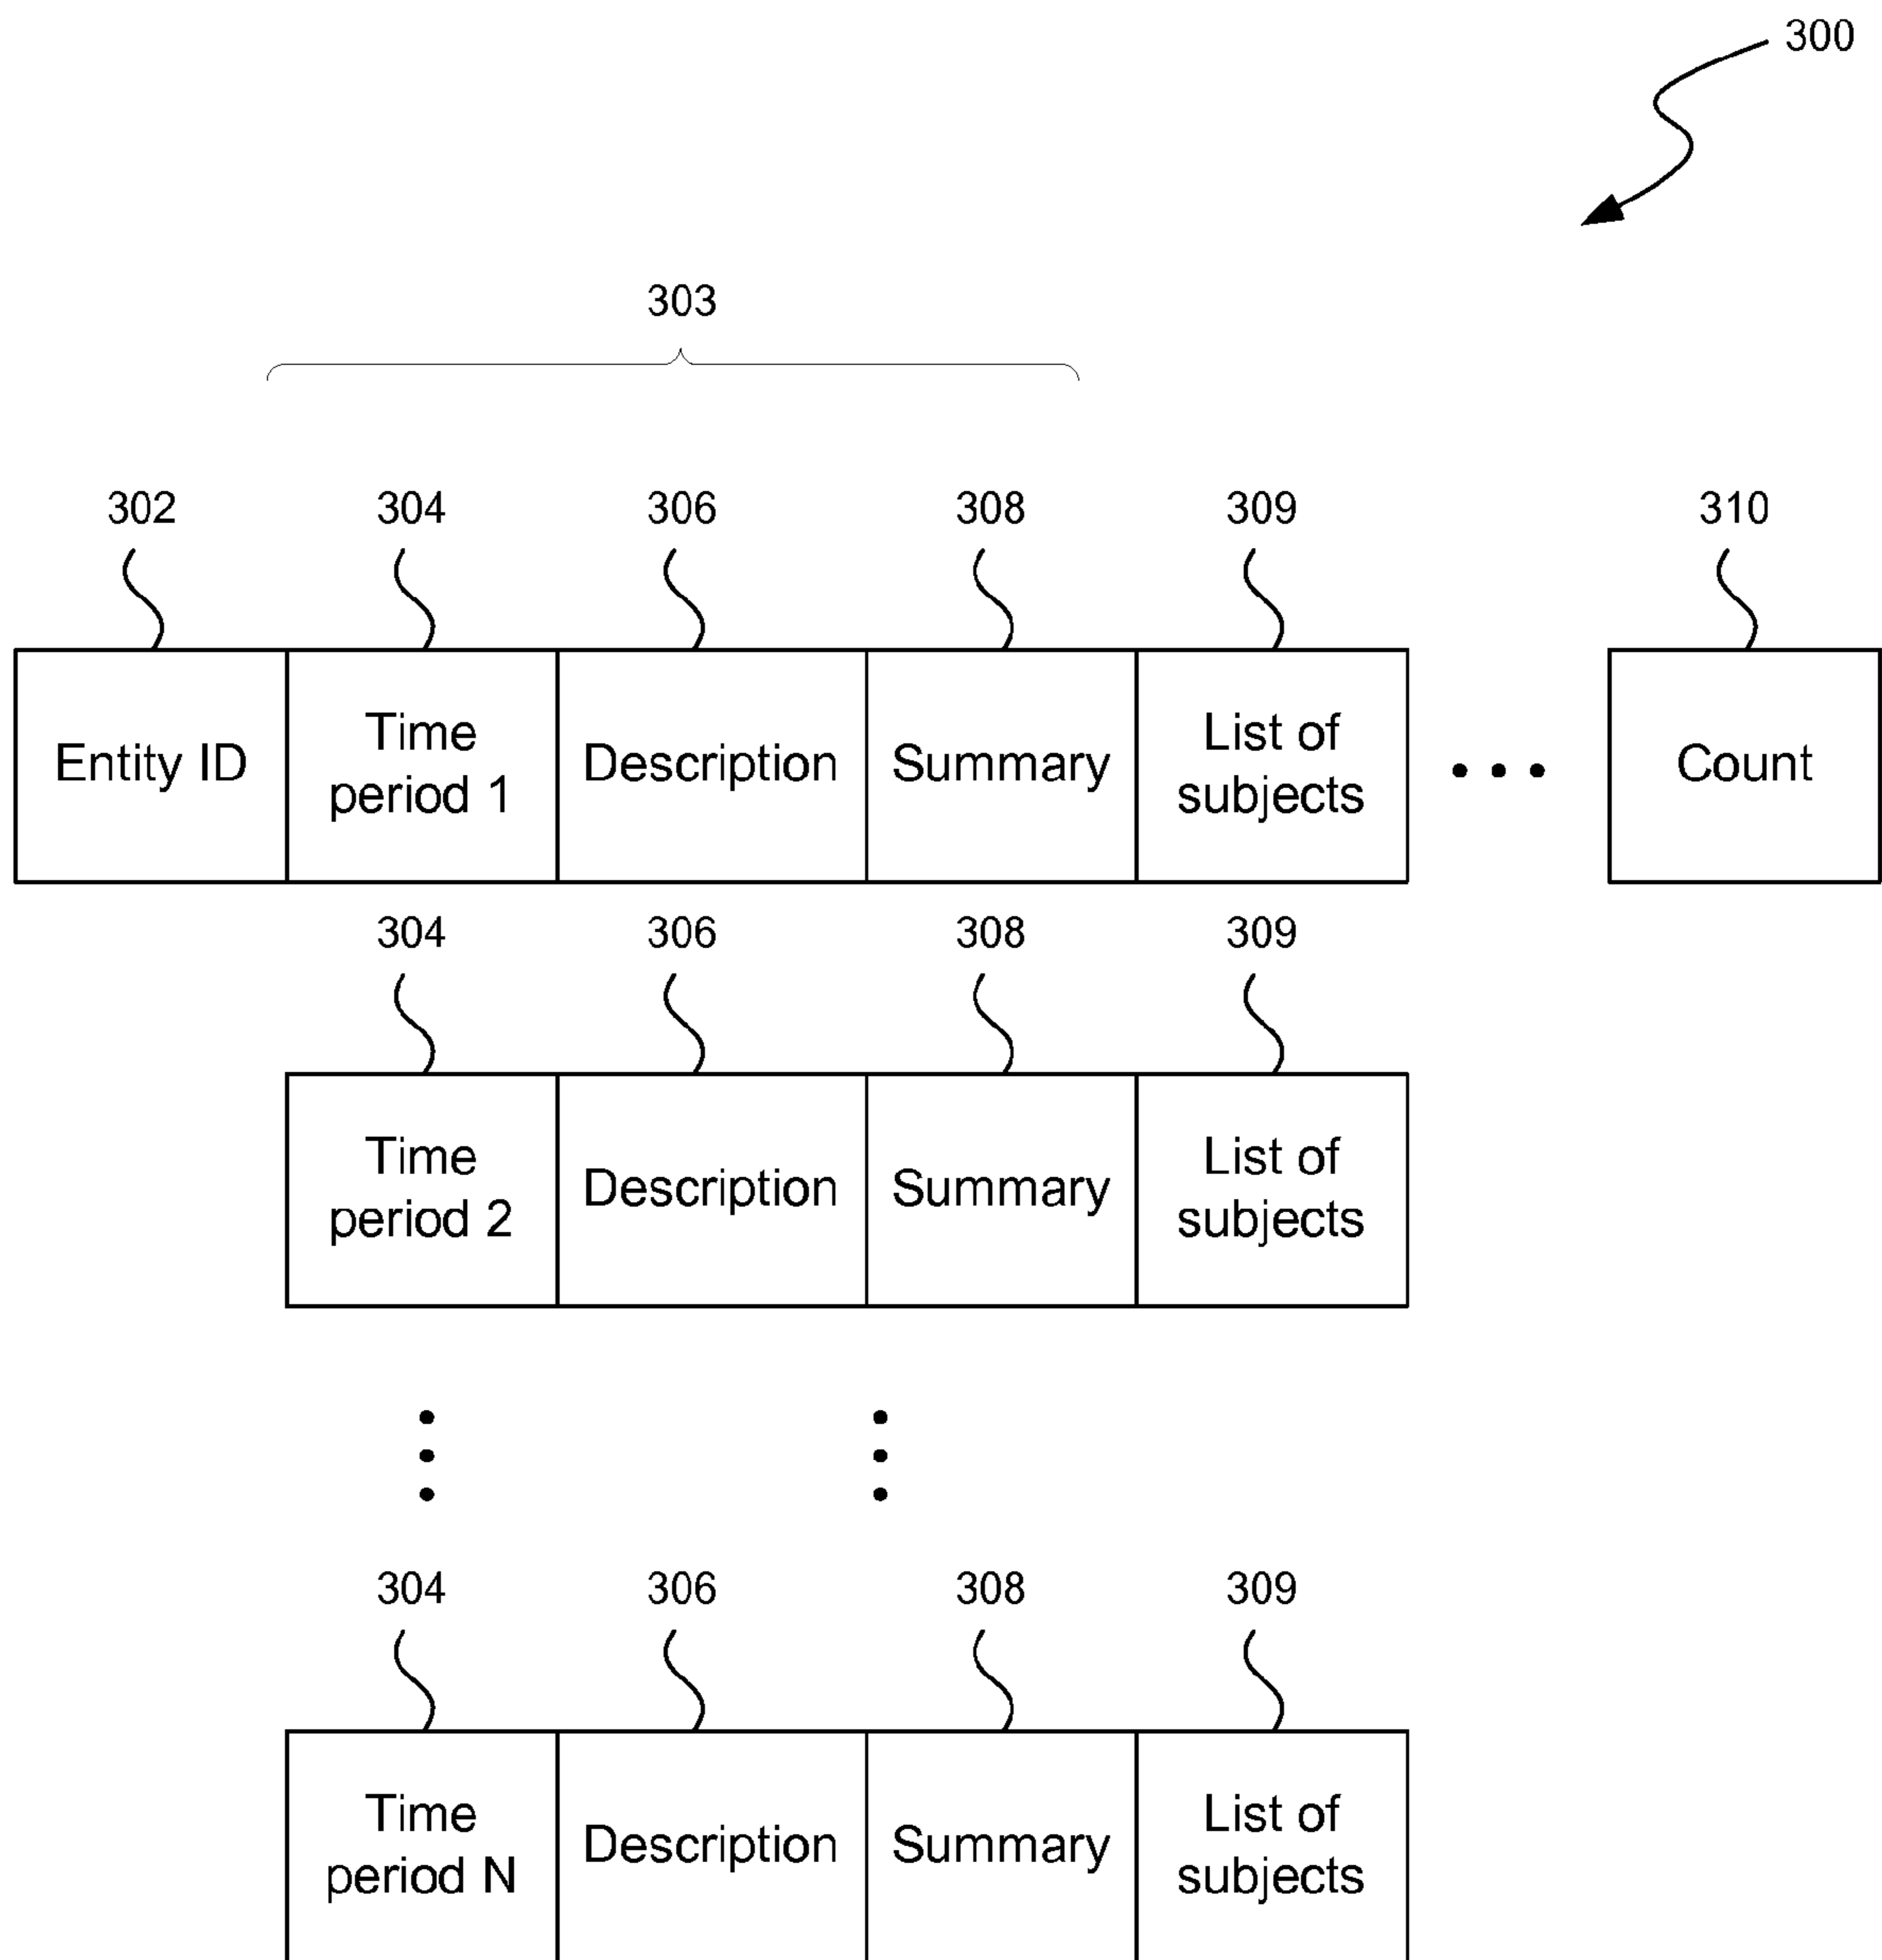 300
303
302 304 306 308 309 310
Entity ID Time period 1 Description Summary List of subjects Count
304 306 308 309
Time period 2 Description Summary List of subjects
304 306 308 309
Time period N Description Summary List of subjects